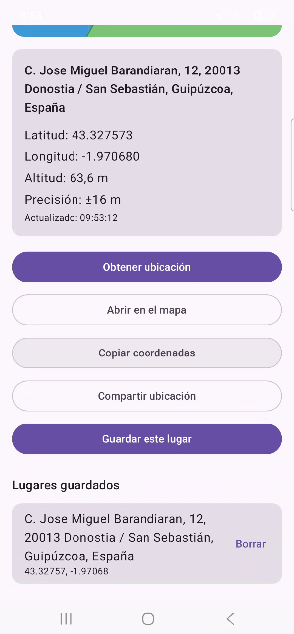 C. Jose Miguel Barandiaran, 12, 20013
Donostia / San Sebastián, Guipúzcoa,
España
Latitud: 43.327573
Longitud: -1.970680
Altitud: 63,6 m
Precisión: ±16 m
Actualizado: 09:53:12
Obtener ubicación
Abrir en el mapa
Copiar coordenadas
Compartir ubicación
Guardar este lugar
Lugares guardados
C. Jose Miguel Barandiaran, 12,
20013 Donostia / San Sebastián,
Guipúzcoa, España
43.32757, -1.97068
Borrar